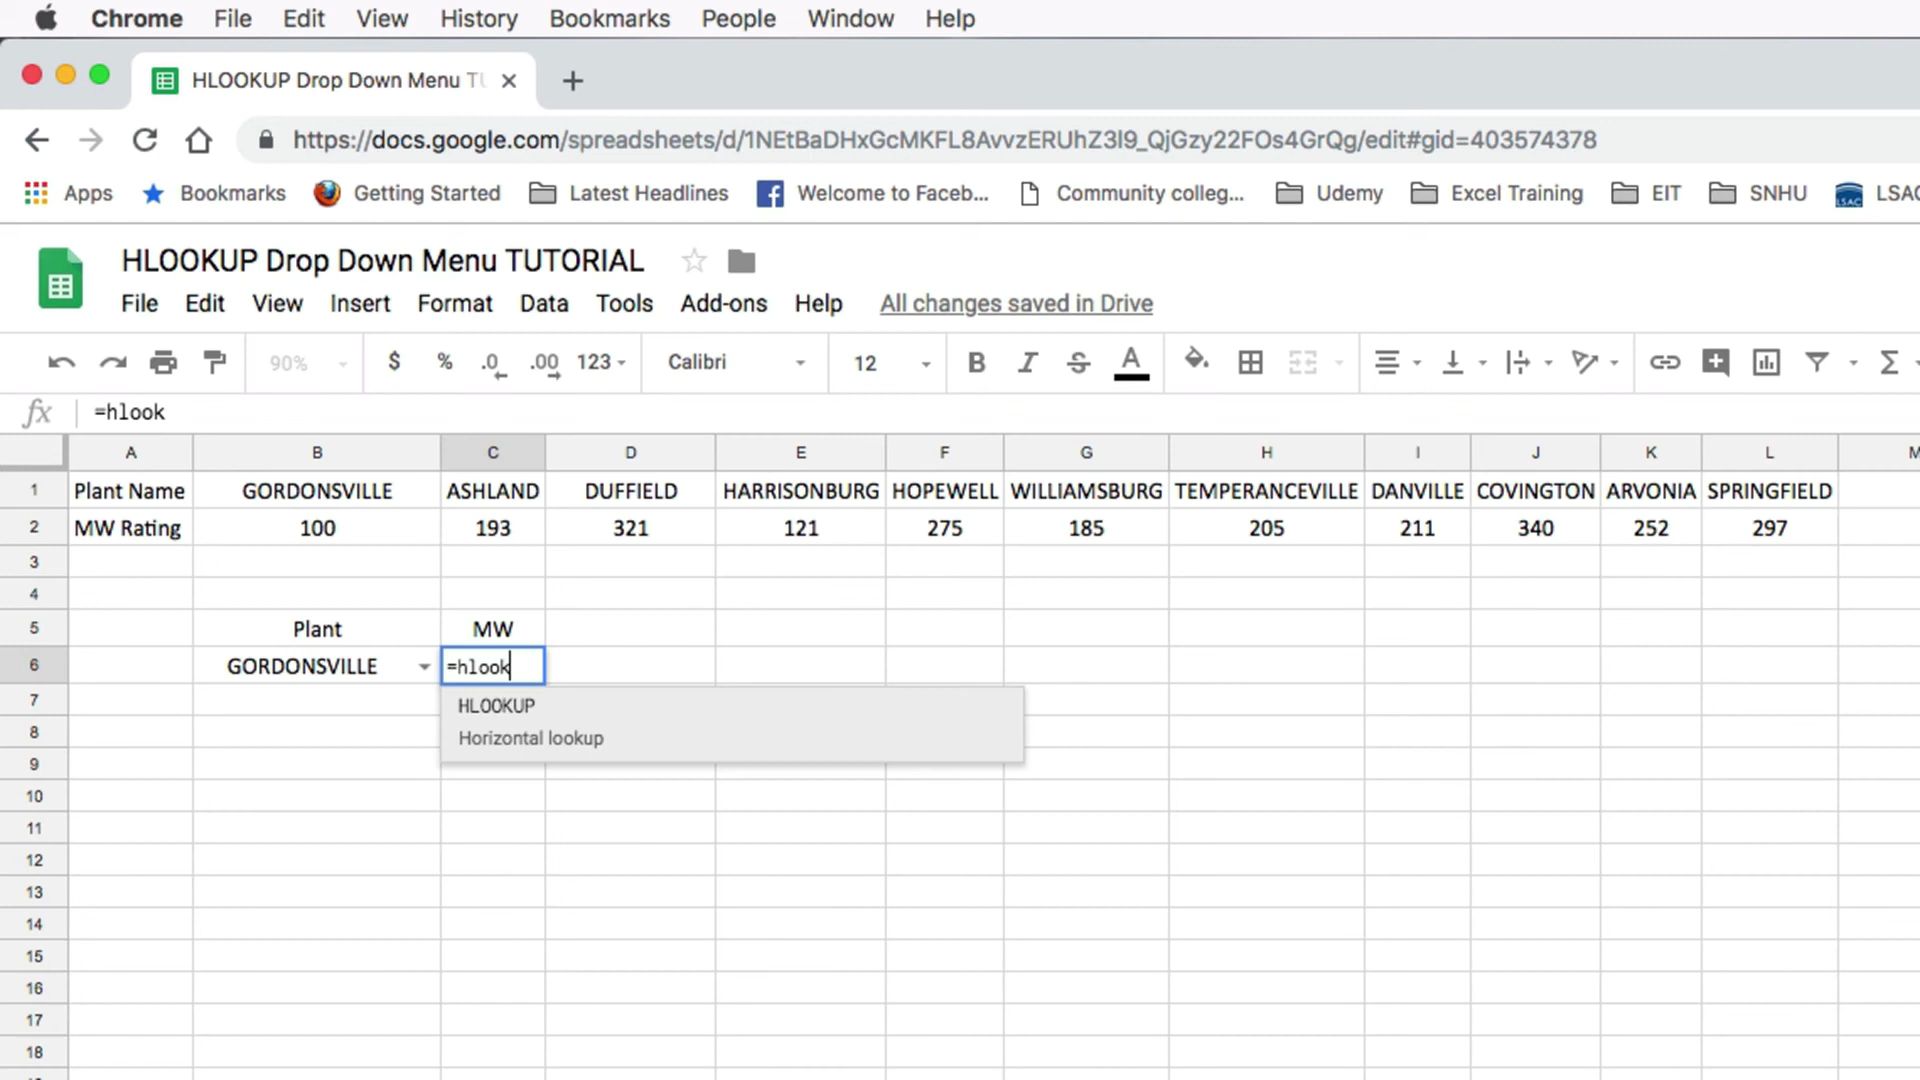 Chrome File Edit View History Bookmarks People Window Help
HLOOKUP Drop Down Menu
https://docs.google.com/spreadsheets/d/1NEtBaDHxGcMKFL8AvvzERUhZ3l9_QjGzy22FOs4GrQg/edit#gid=403574378
Apps Bookmarks Getting Started Latest Headlines Welcome to Faceb... Community colleg... Udemy Excel Training EIT SNHU LSAC
HLOOKUP Drop Down Menu TUTORIAL
File Edit View Insert Format Data Tools Add-ons Help All changes saved in Drive
90% $ % .0 .00 123 Calibri 12 B I S A Σ
fx =hlook
A B C D E F G H I J K L M
1 Plant Name GORDONSVILLE ASHLAND DUFFIELD HARRISONBURG HOPEWELL WILLIAMSBURG TEMPERANCEVILLE DANVILLE COVINGTON ARVONIA SPRINGFIELD
2 MW Rating 100 193 321 121 275 185 205 211 340 252 297
3
4
5 Plant MW
6 GORDONSVILLE =hlook
7 HLOOKUP
8 Horizontal lookup
9
10
11
12
13
14
15
16
17
18